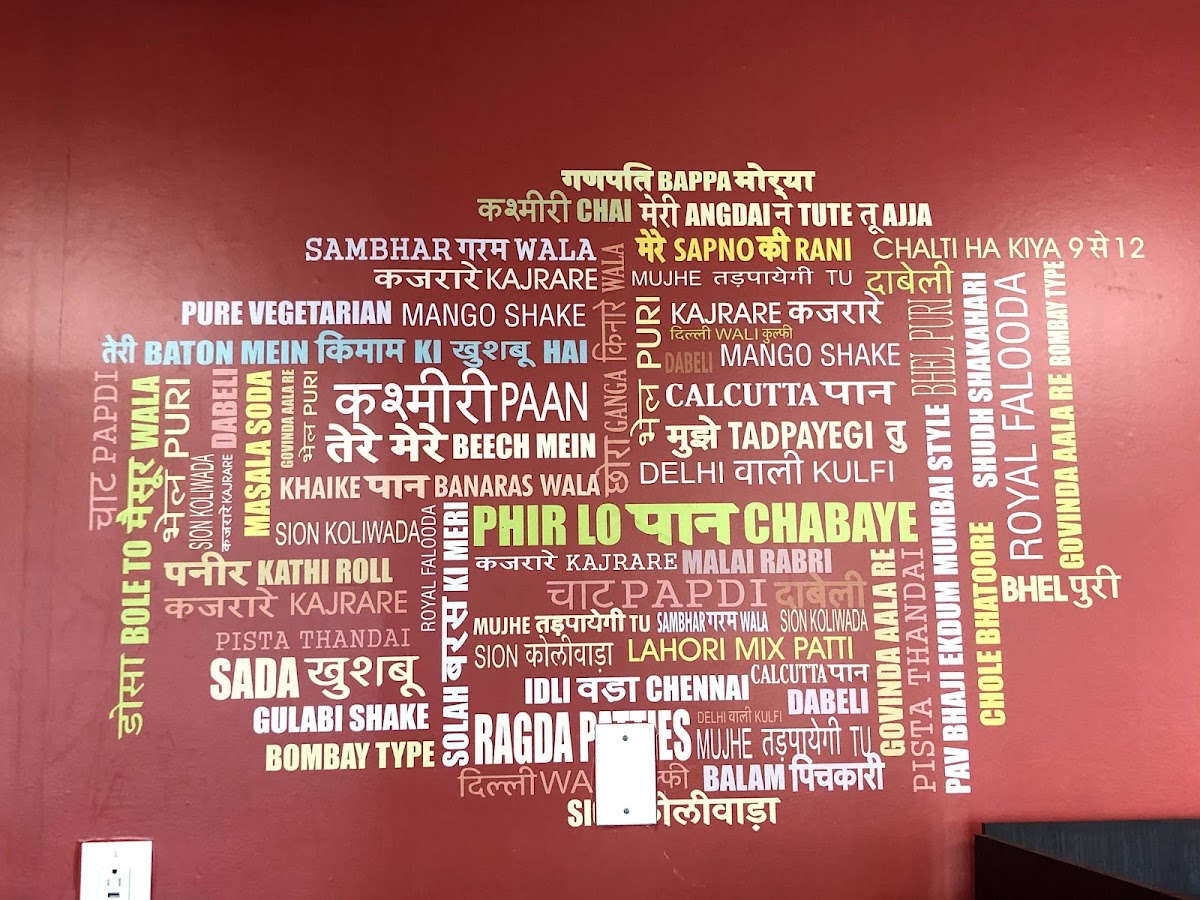 गणपति BAPPA मोर्‍या
कश्मीरी CHAI
मेरी ANGDAI न TUTE तू AJJA
SAMBHAR गरम WALA
मेरे SAPNO की RANI
CHALTI HA KIYA 9 से 12
कजरारे KAJRARE
MUJHE तड़पायेगी TU
दाबेली
PURE VEGETARIAN
MANGO SHAKE
KAJRARE कजरारे
दिल्ली WALI कुल्फी
तेरी BATON MEIN किमाम KI खुशबू HAI
DABELI
MANGO SHAKE
छोरा GANGA किनारे WALA
भेल PURI
BHEL PURI
SHUDH SHAKAHARI
ROYAL FALOODA
GOVINDA AALA RE BOMBAY TYPE
चाट PAPDI
डोसा BOLE TO मैसूर WALA
भेल PURI
DABELI
SION KOLIWADA
कजरारे KAJRARE
MASALA SODA
GOVINDA AALA RE
भेल PURI
कश्मीरी PAAN
CALCUTTA पान
तेरे मेरे BEECH MEIN
मुझे TADPAYEGI तु
KHAIKE पान BANARAS WALA
DELHI वाली KULFI
SION KOLIWADA
ROYAL FALOODA
SOLAH बरस KI MERI
PHIR LO पान CHABAYE
पनीर KATHI ROLL
कजरारे KAJRARE
MALAI RABRI
कजरारे KAJRARE
चाट PAPDI
दाबेली
PISTA THANDAI
MUJHE तड़पायेगी TU
SAMBHAR गरम WALA
SION KOLIWADA
SADA खुशबू
SION कोलीवाड़ा
LAHORI MIX PATTI
CALCUTTA पान
IDLI वडा CHENNAI
DABELI
GULABI SHAKE
RAGDA P
IES
DELHI वाली KULFI
MUJHE तड़पायेगी TU
BOMBAY TYPE
GOVINDA AALA RE
PISTA THANDAI
PAV BHAJI EKDUM MUMBAI STYLE
CHOLE BHATOORE
BHEL पुरी
दिल्ली WA
BALAM पिचकारी